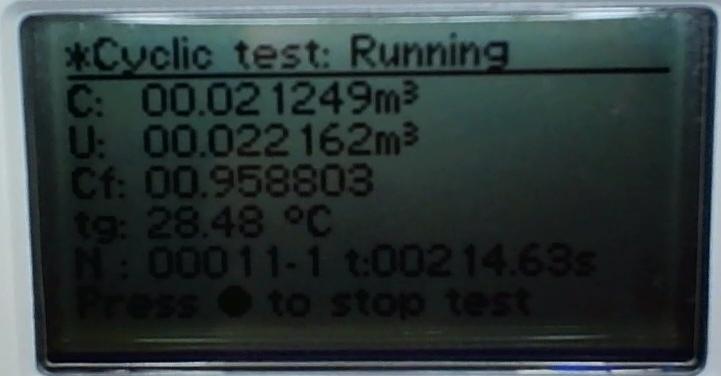 *Cyclic test: Running
C: 00.021249m³
U: 00.022162m³
Cf: 00.958803
tg: 28.48 °C
N : 00011-1 t:00214.63s
Press ● to stop test